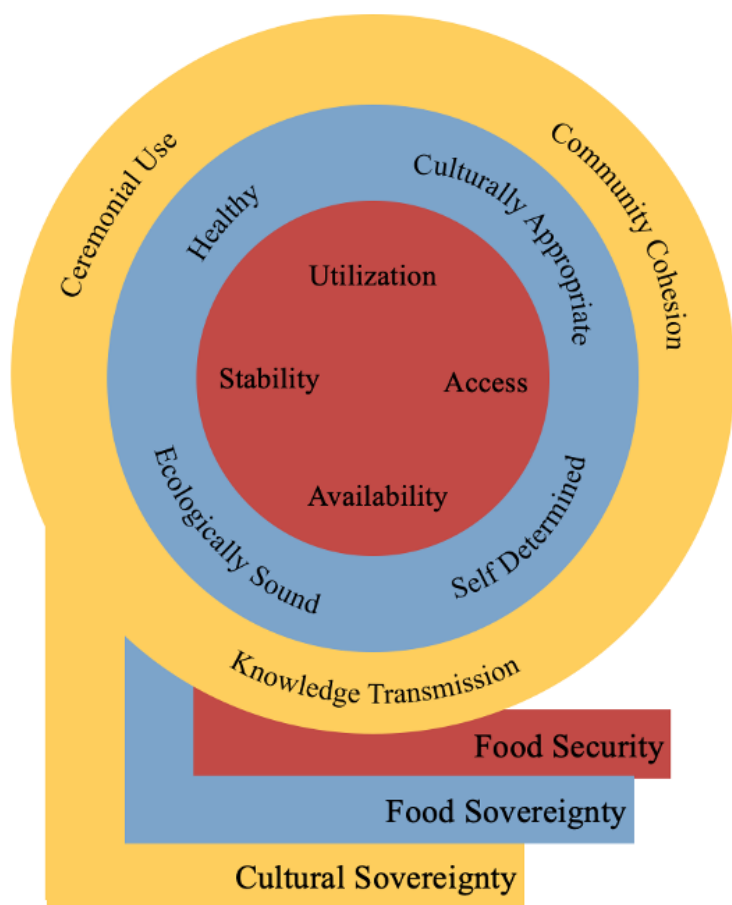 Ceremonial Use
Community Cohesion
Healthy
Culturally Appropriate
Utilization
Stability
Access
Availability
Ecologically Sound
Self Determined
Knowledge Transmission
Food Security
Food Sovereignty
Cultural Sovereignty